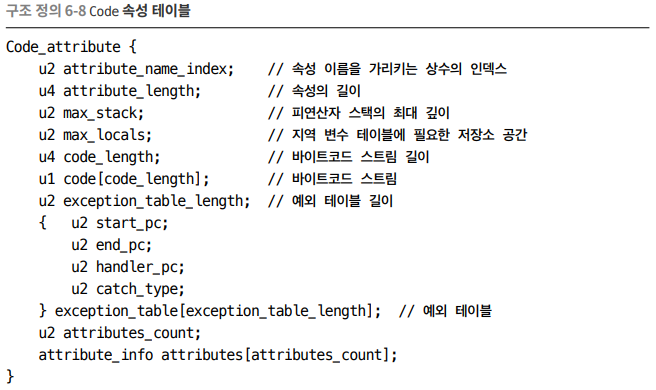 구조 정의 6-8 Code 속성 테이블
Code_attribute {
    u2 attribute_name_index;    // 속성 이름을 가리키는 상수의 인덱스
    u4 attribute_length;        // 속성의 길이
    u2 max_stack;               // 피연산자 스택의 최대 깊이
    u2 max_locals;              // 지역 변수 테이블에 필요한 저장소 공간
    u4 code_length;             // 바이트코드 스트림 길이
    u1 code[code_length];       // 바이트코드 스트림
    u2 exception_table_length;  // 예외 테이블 길이
    {   u2 start_pc;
        u2 end_pc;
        u2 handler_pc;
        u2 catch_type;
    } exception_table[exception_table_length];  // 예외 테이블
    u2 attributes_count;
    attribute_info attributes[attributes_count];
}